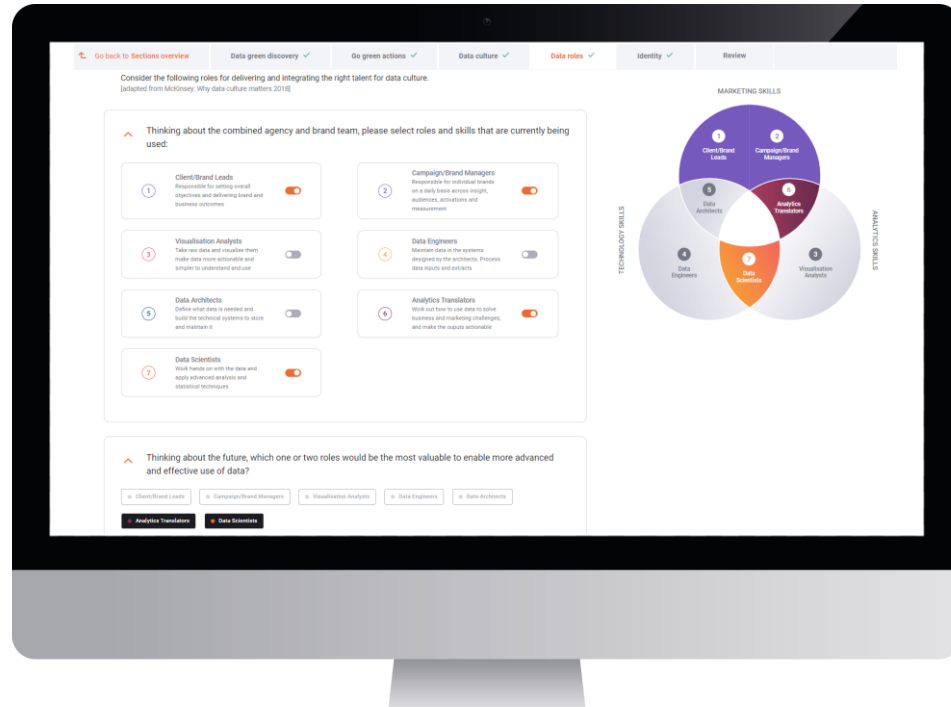 Go back to Sections overview
Data green discovery
Go green actions
Data culture
Data roles
Identity
Review
Consider the following roles for delivering and integrating the right talent for data culture.
[adapted from McKinsey: Why data culture matters 2018]
Thinking about the combined agency and brand team, please select roles and skills that are currently being
used:
1
Client/Brand Leads
Responsible for setting overall
objectives and delivering brand and
business outcomes
2
Campaign/Brand Managers
Responsible for individual brands
on a daily basis across insight,
audiences, activations and
measurement
3
Visualisation Analysts
Take raw data and visualize them
make data more actionable and
simpler to understand and use
4
Data Engineers
Maintain data in the systems
designed by the architects. Process
data inputs and extracts
5
Data Architects
Define what data is needed and
build the technical systems to store
and maintain it
6
Analytics Translators
Work out how to use data to solve
business and marketing challenges,
and make the ouputs actionable
7
Data Scientists
Work hands on with the data and
apply advanced analysis and
statistical techniques
Thinking about the future, which one or two roles would be the most valuable to enable more advanced
and effective use of data?
Client/Brand Leads
Campaign/Brand Managers
Visualisation Analysts
Data Engineers
Data Architects
Analytics Translators
Data Scientists
MARKETING SKILLS
1
Client/Brand
Leads
2
Campaign/Brand
Managers
5
Data
Architects
6
Analytics
Translators
TECHNOLOGY SKILLS
ANALYTICS SKILLS
4
Data
Engineers
7
Data
Scientists
3
Visualisation
Analysts